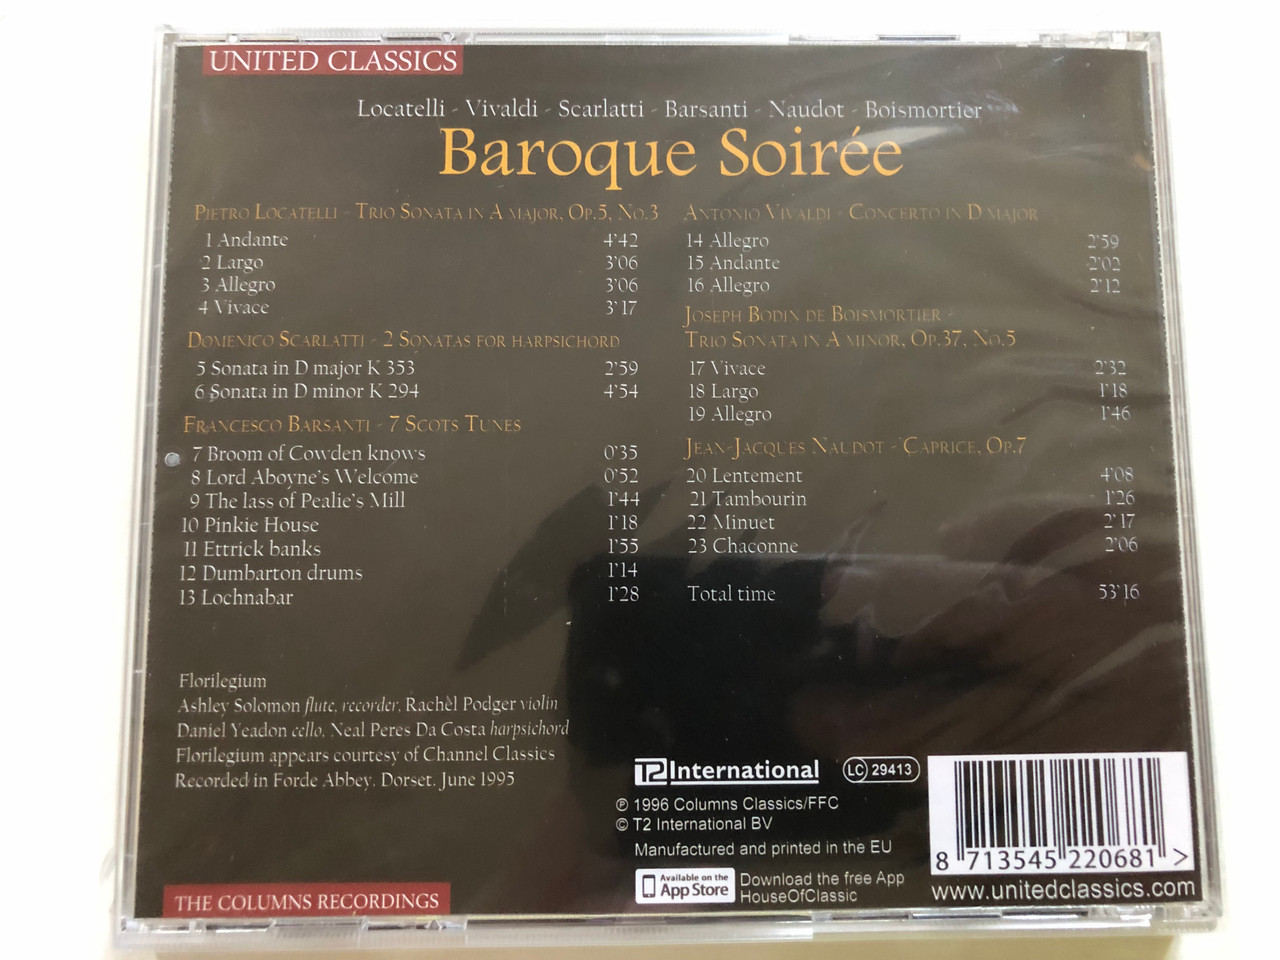 UNITED CLASSICS
Locatelli - Vivaldi - Scarlatti - Barsanti - Naudot - Boismortier
Baroque Soirée
Pietro Locatelli - Trio Sonata in A major, Op.5, No.3
1 Andante 4'42
2 Largo 3'06
3 Allegro 3'06
4 Vivace 3'17
Domenico Scarlatti - 2 Sonatas for harpsichord
5 Sonata in D major K 353 2'59
6 Sonata in D minor K 294 4'54
Francesco Barsanti - 7 Scots Tunes
7 Broom of Cowden knows 0'35
8 Lord Aboyne's Welcome 0'52
9 The lass of Pealie's Mill 1'44
10 Pinkie House 1'18
11 Ettrick banks 1'55
12 Dumbarton drums 1'14
13 Lochnabar 1'28
Antonio Vivaldi - Concerto in D major
14 Allegro 2'59
15 Andante 2'02
16 Allegro 2'12
Joseph Bodin de Boismortier -
Trio Sonata in A minor, Op.37, No.5
17 Vivace 2'32
18 Largo 1'18
19 Allegro 1'46
Jean-Jacques Naudot - Caprice, Op.7
20 Lentement 4'08
21 Tambourin 1'26
22 Minuet 2'17
23 Chaconne 2'06
Total time 53'16
Florilegium
Ashley Solomon flute, recorder, Rachel Podger violin
Daniel Yeadon cello, Neal Peres Da Costa harpsichord
Florilegium appears courtesy of Channel Classics
Recorded in Forde Abbey, Dorset, June 1995
THE COLUMNS RECORDINGS
T2 International
LC 29413
℗ 1996 Columns Classics/FFC
© T2 International BV
Manufactured and printed in the EU
Available on the
App Store
Download the free App
HouseOfClassic
8 713545 220681 >
www.unitedclassics.com